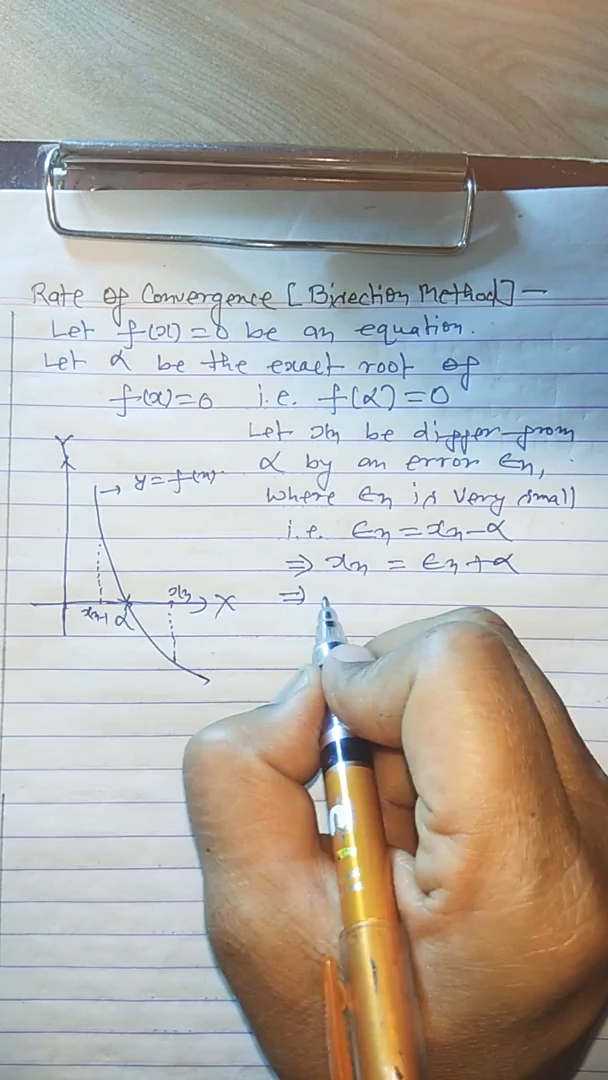 Rate of Convergence [Bisection Method] —
Let f(x)=0 be an equation.
Let α be the exact root of
f(x)=0 i.e. f(α)=0
Let xn be differ from
α by an error ϵn,
where ϵn is very small
i.e. ϵn = xn-α
⇒ xn = ϵn+α
⇒
Y
→ y=f(x).
xn-1 α xn X